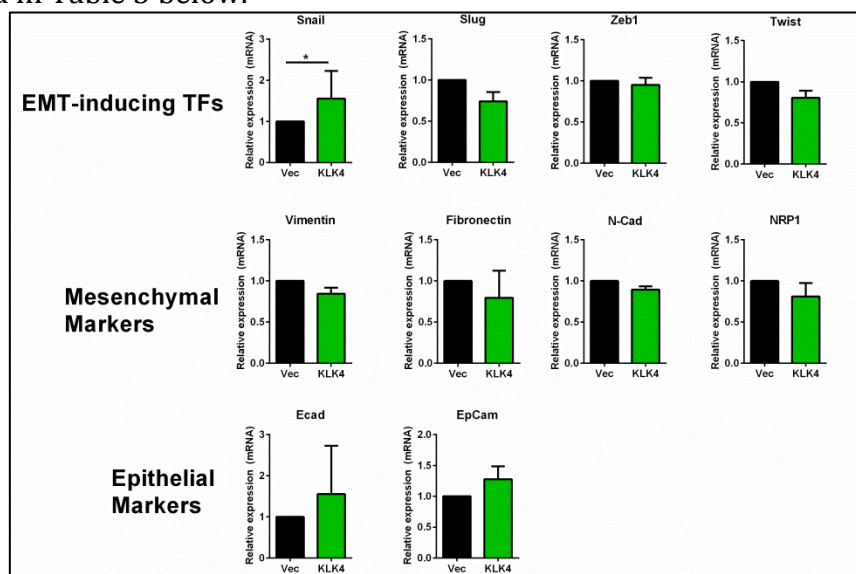 d in Table 3 below.
Snail
Slug
Zeb1
Twist
EMT-inducing TFs
Relative expression (mRNA)
3
2
1
0
*
Vec KLK4
Relative expression (mRNA)
1.5
1.0
0.5
0.0
Vec KLK4
Relative expression (mRNA)
1.5
1.0
0.5
0.0
Vec KLK4
Relative expression (mRNA)
1.5
1.0
0.5
0.0
Vec KLK4
Vimentin
Fibronectin
N-Cad
NRP1
Mesenchymal
Markers
Relative expression (mRNA)
1.5
1.0
0.5
0.0
Vec KLK4
Relative expression (mRNA)
1.5
1.0
0.5
0.0
Vec KLK4
Relative expression (mRNA)
1.5
1.0
0.5
0.0
Vec KLK4
Relative expression (mRNA)
1.5
1.0
0.5
0.0
Vec KLK4
Ecad
EpCam
Epithelial
Markers
Relative expression (mRNA)
3
2
1
0
Vec KLK4
Relative expression (mRNA)
2.0
1.5
1.0
0.5
0.0
Vec KLK4